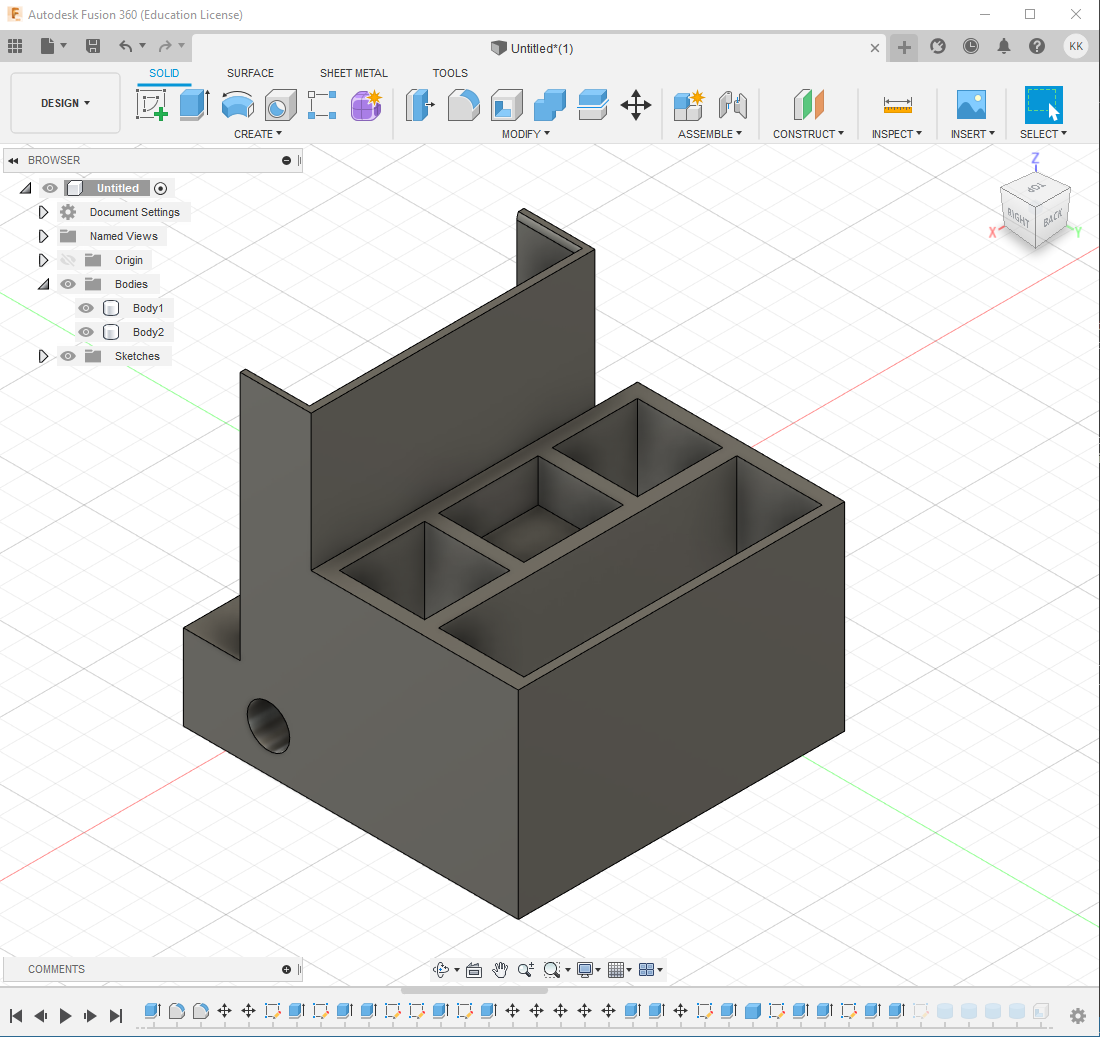 Autodesk Fusion 360 (Education License)
Untitled*(1)
KK
SOLID SURFACE SHEET METAL TOOLS
DESIGN
CREATE MODIFY ASSEMBLE CONSTRUCT INSPECT INSERT SELECT
BROWSER
Untitled
Document Settings
Named Views
Origin
Bodies
Body1
Body2
Sketches
Z
TOP
RIGHT BACK
X Y
COMMENTS